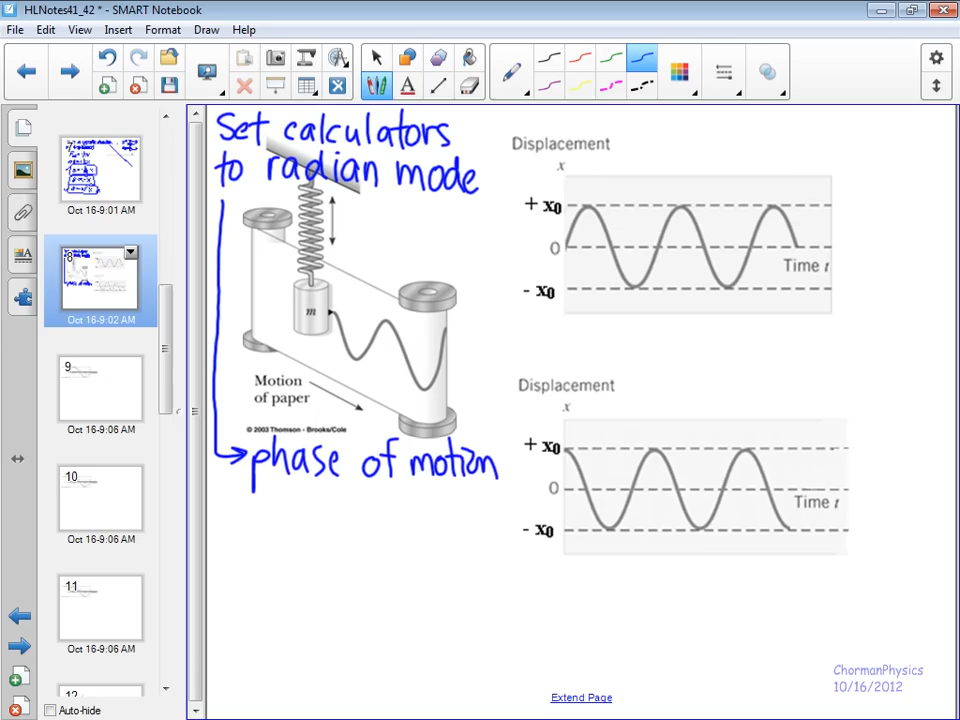 HLNotes41_42 * - SMART Notebook
File Edit View Insert Format Draw Help
Oct 16-9:01 AM
8
Oct 16-9:02 AM
9
Oct 16-9:06 AM
10
Oct 16-9:06 AM
11
Oct 16-9:06 AM
12
Auto-hide
Set calculators
to radian mode
m
Motion
of paper
© 2003 Thomson - Brooks/Cole
phase of motion
Displacement
x
+ x0
0
Time t
- x0
Displacement
x
+ x0
0
Time t
- x0
ChormanPhysics
10/16/2012
Extend Page